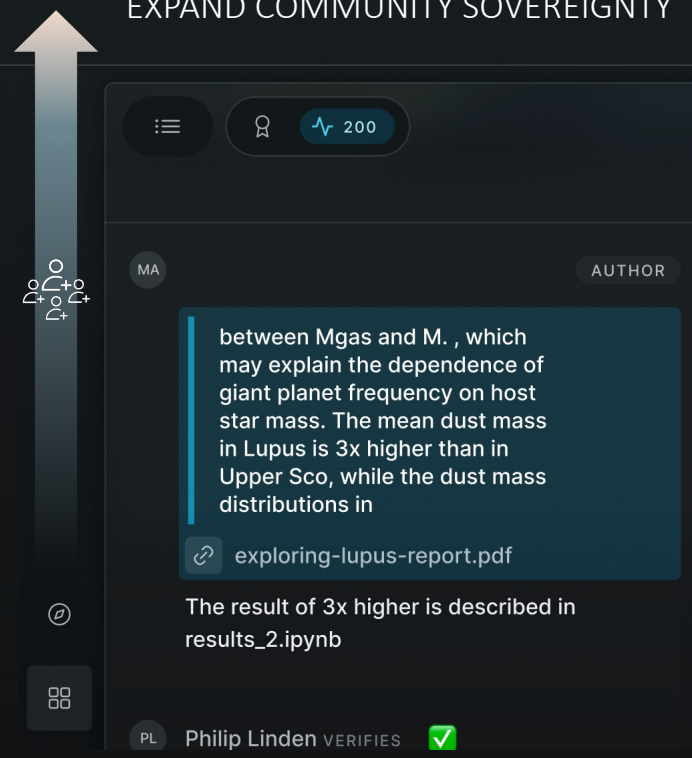 EXPAND COMMUNITY SOVEREIGNTY
200
MA
AUTHOR
between Mgas and M. , which
may explain the dependence of
giant planet frequency on host
star mass. The mean dust mass
in Lupus is 3x higher than in
Upper Sco, while the dust mass
distributions in
exploring-lupus-report.pdf
The result of 3x higher is described in
results_2.ipynb
PL Philip Linden VERIFIES ✅